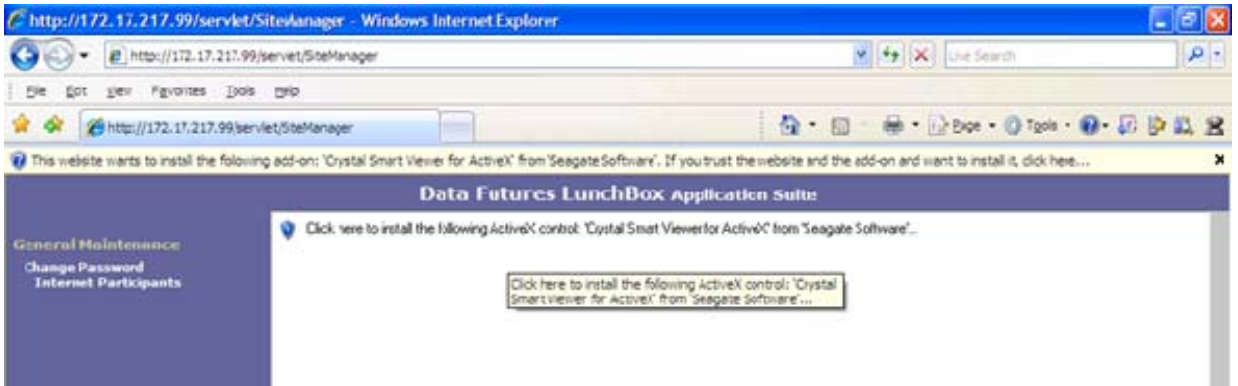 http://172.17.217.99/servlet/SiteManager - Windows Internet Explorer
http://172.17.217.99/servlet/SiteManager
Live Search
File Edit View Favorites Tools Help
http://172.17.217.99/servlet/SiteManager
Page Tools
This website wants to install the following add-on: 'Crystal Smart Viewer for ActiveX' from 'Seagate Software'. If you trust the website and the add-on and want to install it, click here...
Data Futures LunchBox Application Suite
General Maintenance
Change Password
Internet Participants
Click here to install the following ActiveX control: 'Crystal Smart Viewer for ActiveX' from 'Seagate Software'...
Click here to install the following ActiveX control: 'Crystal
Smart Viewer for ActiveX' from 'Seagate Software'...